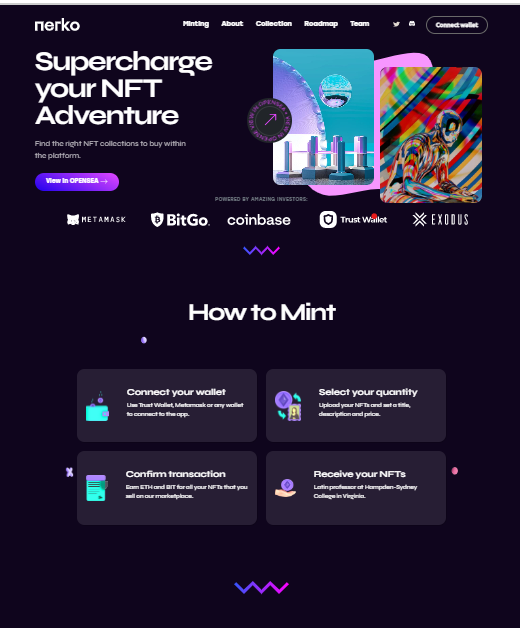 nerko
Minting About Collection Roadmap Team
Connect wallet
Supercharge
your NFT
Adventure
Find the right NFT collections to buy within
the platform.
View in OPENSEA →
POWERED BY AMAZING INVESTORS:
METAMASK
BitGo
coinbase
Trust Wallet
EXODUS
How to Mint
Connect your wallet
Use Trust Wallet, Metamask or any wallet
to connect to the app.
Select your quantity
Upload your NFTs and set a title,
description and price.
Confirm transaction
Earn ETH and BIT for all your NFTs that you
sell on our marketplace.
Receive your NFTs
Latin professor at Hampden-Sydney
College in Virginia.